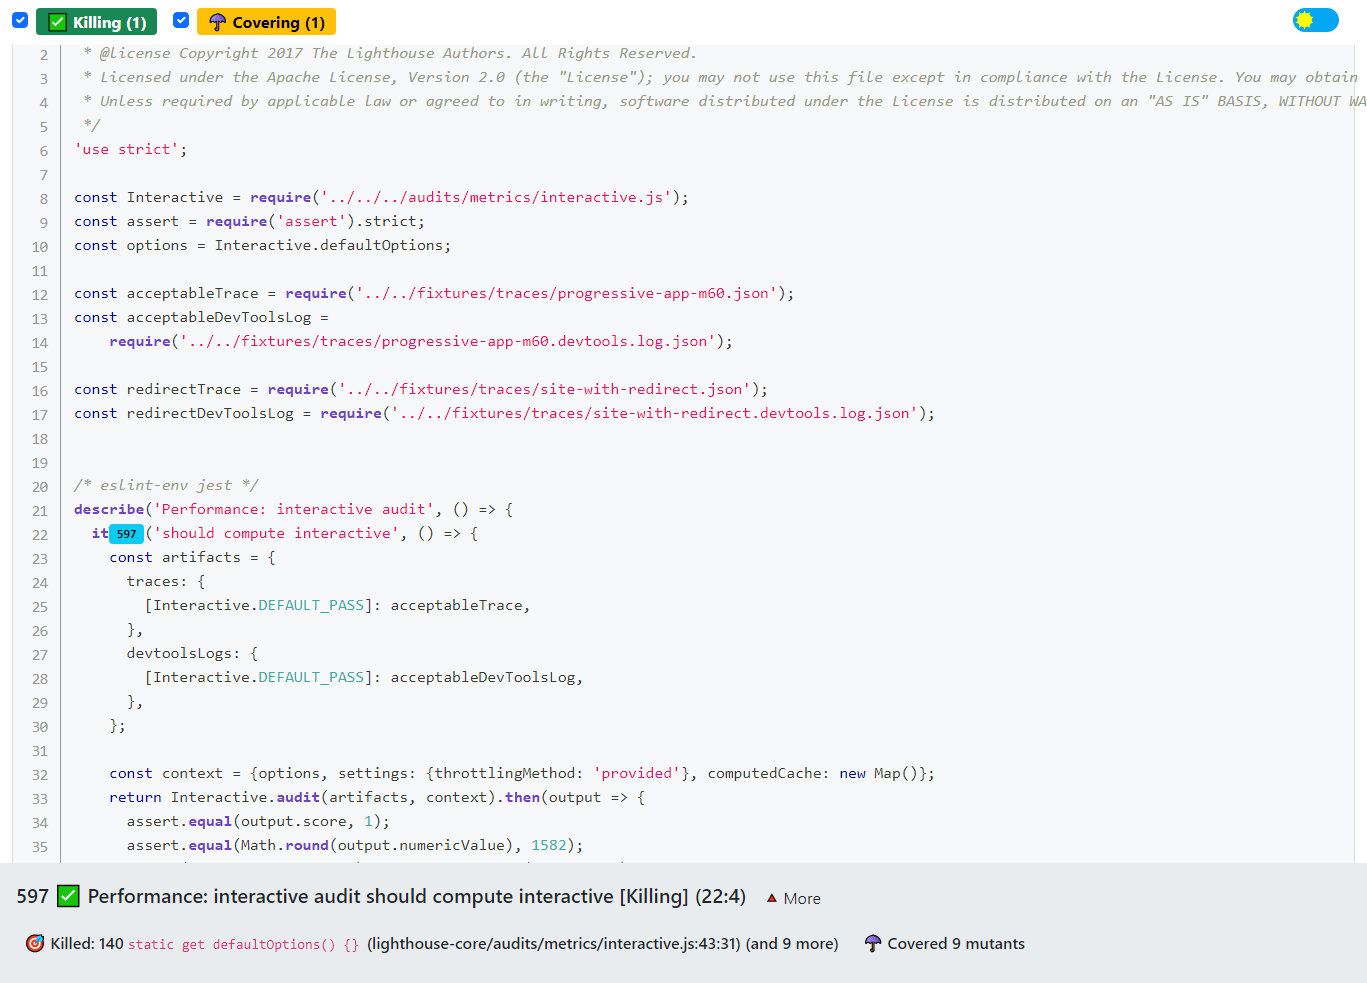 Killing (1) Covering (1)
2 * @license Copyright 2017 The Lighthouse Authors. All Rights Reserved.
3 * Licensed under the Apache License, Version 2.0 (the "License"); you may not use this file except in compliance with the License. You may obtain
4 * Unless required by applicable law or agreed to in writing, software distributed under the License is distributed on an "AS IS" BASIS, WITHOUT WA
5 */
6 'use strict';
7
8 const Interactive = require('../../../audits/metrics/interactive.js');
9 const assert = require('assert').strict;
10 const options = Interactive.defaultOptions;
11
12 const acceptableTrace = require('../../fixtures/traces/progressive-app-m60.json');
13 const acceptableDevToolsLog =
14 require('../../fixtures/traces/progressive-app-m60.devtools.log.json');
15
16 const redirectTrace = require('../../fixtures/traces/site-with-redirect.json');
17 const redirectDevToolsLog = require('../../fixtures/traces/site-with-redirect.devtools.log.json');
18
19
20 /* eslint-env jest */
21 describe('Performance: interactive audit', () => {
22 it 597 ('should compute interactive', () => {
23 const artifacts = {
24 traces: {
25 [Interactive.DEFAULT_PASS]: acceptableTrace,
26 },
27 devtoolsLogs: {
28 [Interactive.DEFAULT_PASS]: acceptableDevToolsLog,
29 },
30 };
31
32 const context = {options, settings: {throttlingMethod: 'provided'}, computedCache: new Map()};
33 return Interactive.audit(artifacts, context).then(output => {
34 assert.equal(output.score, 1);
35 assert.equal(Math.round(output.numericValue), 1582);
597 Performance: interactive audit should compute interactive [Killing] (22:4) More
Killed: 140 static get defaultOptions() {} (lighthouse-core/audits/metrics/interactive.js:43:31) (and 9 more) Covered 9 mutants